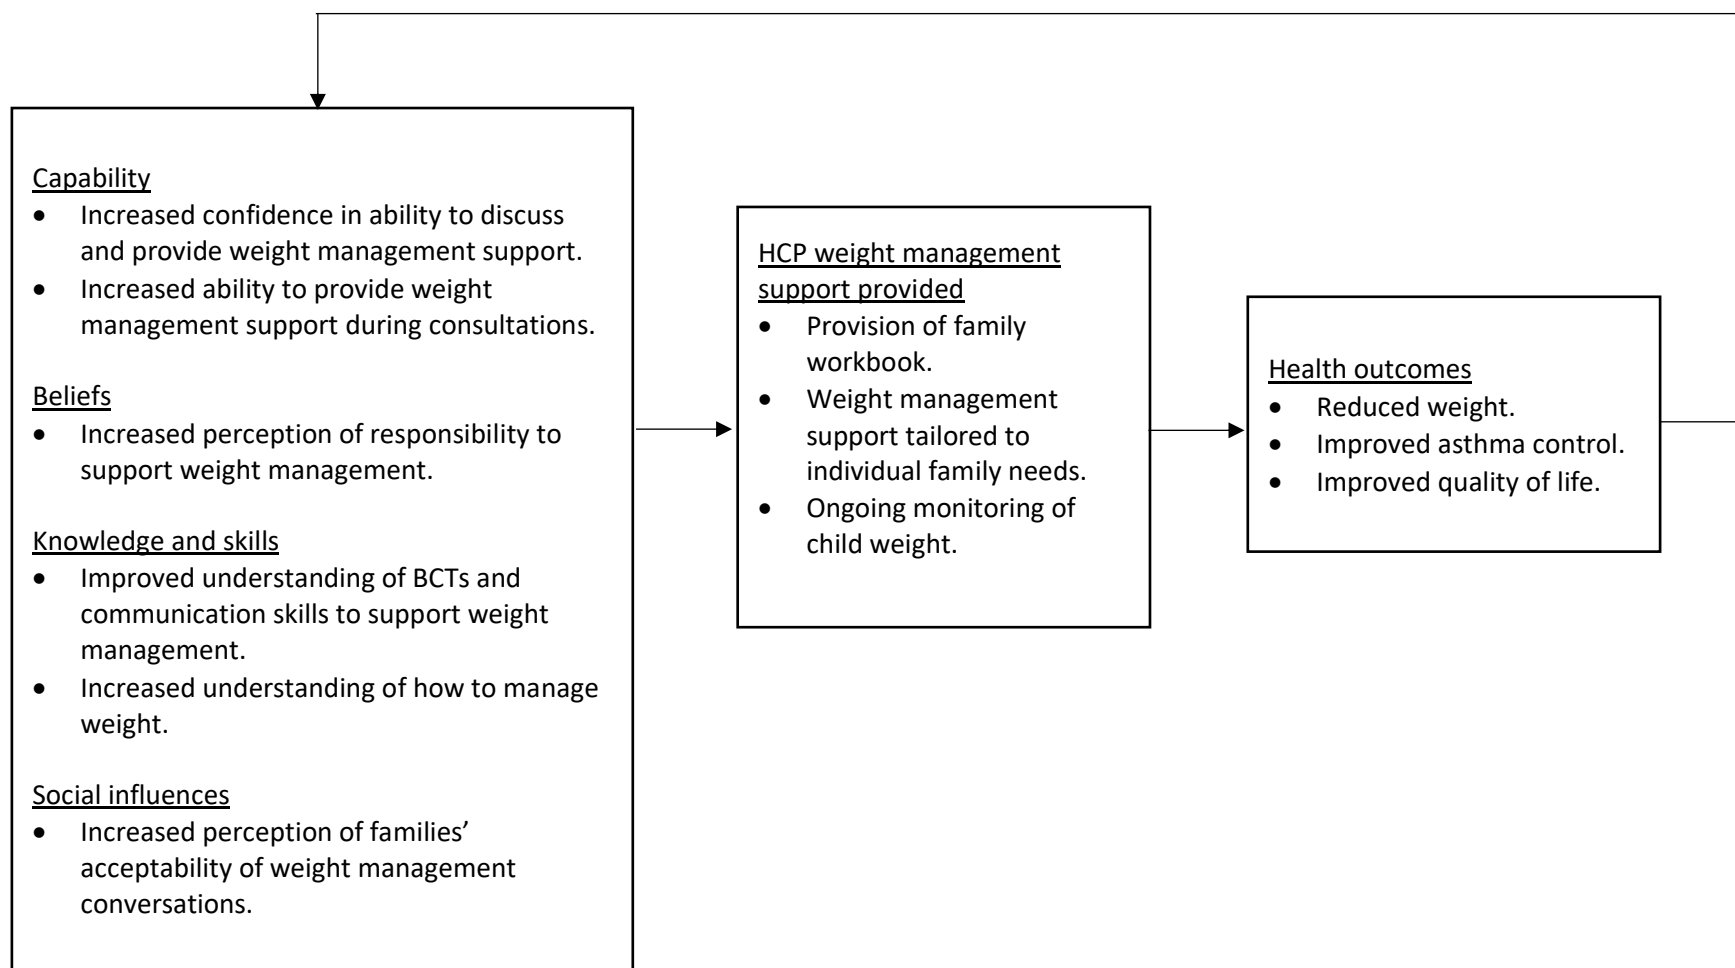 Capability
• Increased confidence in ability to discuss
and provide weight management support.
• Increased ability to provide weight
management support during consultations.
Beliefs
• Increased perception of responsibility to
support weight management.
Knowledge and skills
• Improved understanding of BCTs and
communication skills to support weight
management.
• Increased understanding of how to manage
weight.
Social influences
• Increased perception of families’
acceptability of weight management
conversations.
HCP weight management
support provided
• Provision of family
workbook.
• Weight management
support tailored to
individual family needs.
• Ongoing monitoring of
child weight.
Health outcomes
• Reduced weight.
• Improved asthma control.
• Improved quality of life.